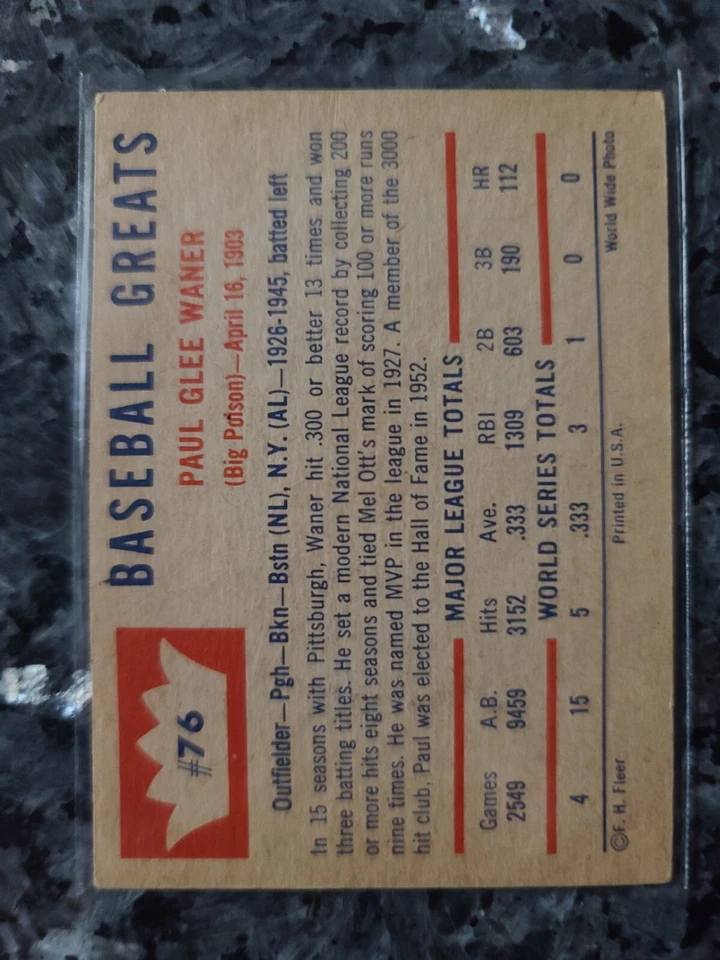 #76
BASEBALL GREATS
PAUL GLEE WANER
(Big Poison)—April 16, 1903
Outfielder—Pgh—Bkn—Bstn (NL), N.Y. (AL)—1926-1945, batted left
In 15 seasons with Pittsburgh, Waner hit .300 or better 13 times and won
three batting titles. He set a modern National League record by collecting 200
or more hits eight seasons and tied Mel Ott's mark of scoring 100 or more runs
nine times. He was named MVP in the league in 1927. A member of the 3000
hit club, Paul was elected to the Hall of Fame in 1952.
MAJOR LEAGUE TOTALS
Games A.B. Hits Ave. RBI 2B 3B HR
2549 9459 3152 .333 1309 603 190 112
WORLD SERIES TOTALS
4 15 5 .333 3 1 0 0
©F. H. Fleer Printed in U.S.A. World Wide Photo